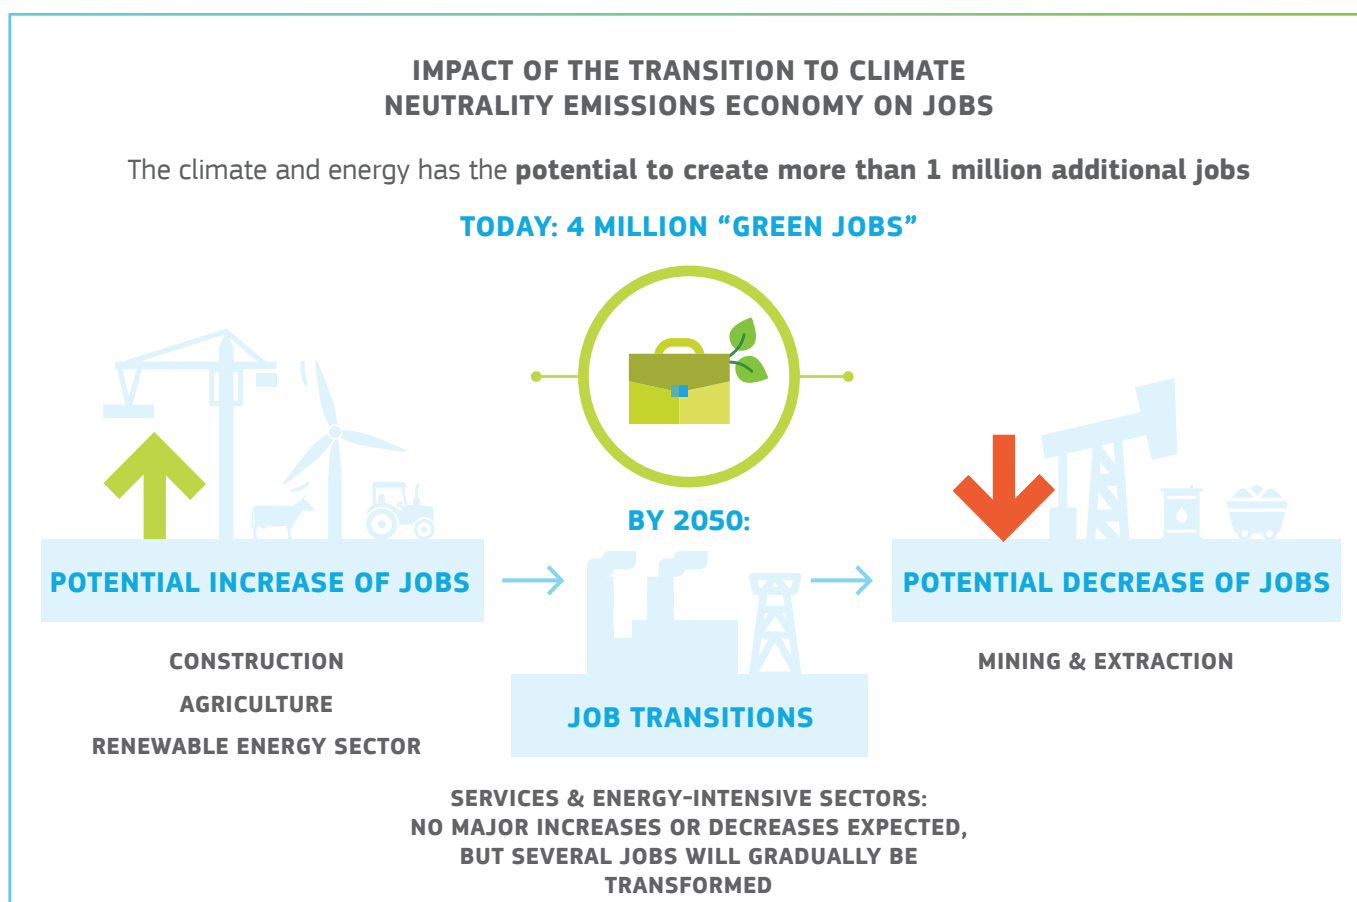 IMPACT OF THE TRANSITION TO CLIMATE
NEUTRALITY EMISSIONS ECONOMY ON JOBS
The climate and energy has the potential to create more than 1 million additional jobs
TODAY: 4 MILLION “GREEN JOBS”
BY 2050:
POTENTIAL INCREASE OF JOBS
CONSTRUCTION
AGRICULTURE
RENEWABLE ENERGY SECTOR
JOB TRANSITIONS
SERVICES & ENERGY-INTENSIVE SECTORS:
NO MAJOR INCREASES OR DECREASES EXPECTED,
BUT SEVERAL JOBS WILL GRADUALLY BE
TRANSFORMED
POTENTIAL DECREASE OF JOBS
MINING & EXTRACTION